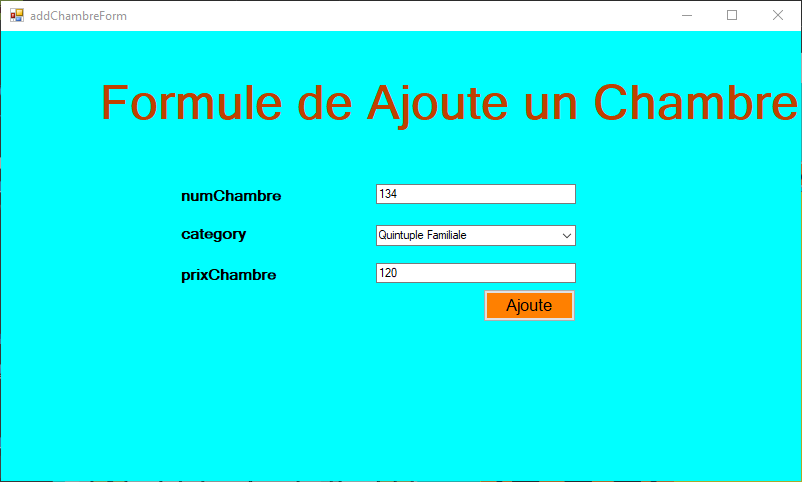 addChambreForm
Formule de Ajoute un Chambre
numChambre 134
category Quintuple Familiale
prixChambre 120
Ajoute